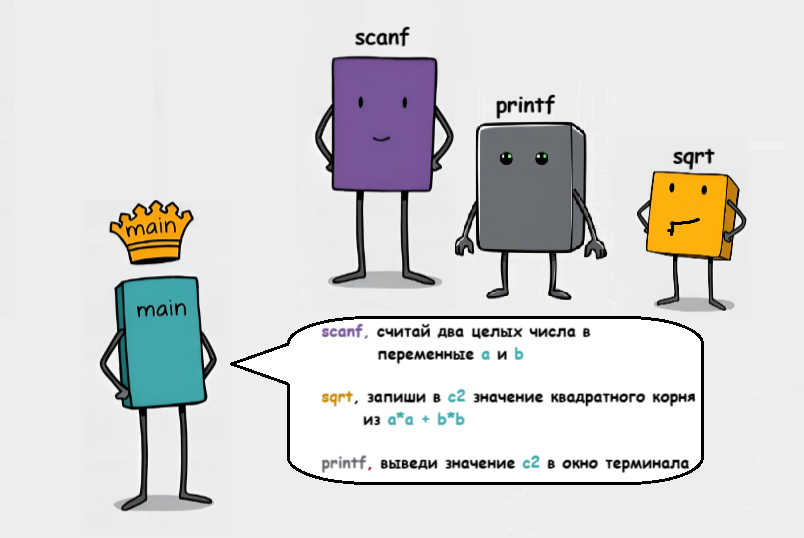 scanf
printf
sqrt
main
main
scanf, считай два целых числа в
переменные a и b
sqrt, запиши в c2 значение квадратного корня
из a*a + b*b
printf, выведи значение c2 в окно терминала